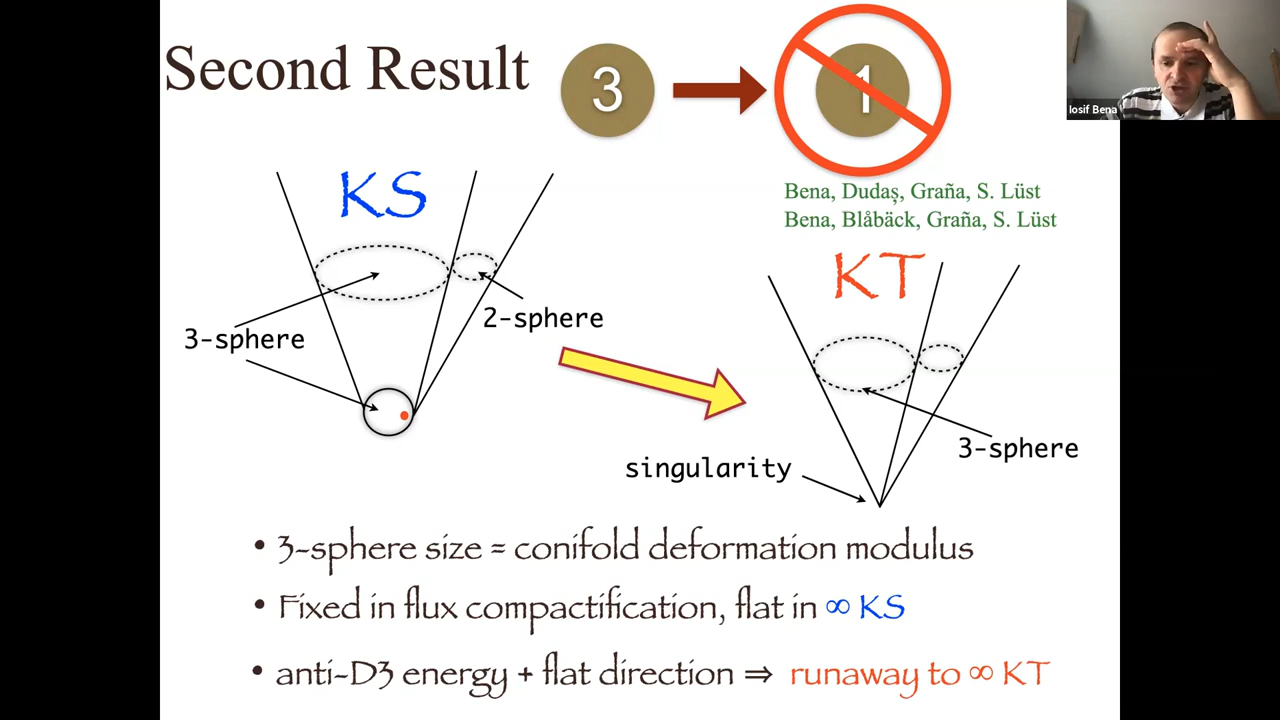 Second Result
3
1
Iosif Bena
KS
Bena, Dudaș, Graña, S. Lüst
Bena, Blåbäck, Graña, S. Lüst
KT
3-sphere
2-sphere
3-sphere
singularity
• 3-sphere size = conifold deformation modulus
• Fixed in flux compactification, flat in ∞ KS
• anti-D3 energy + flat direction ⇒ runaway to ∞ KT